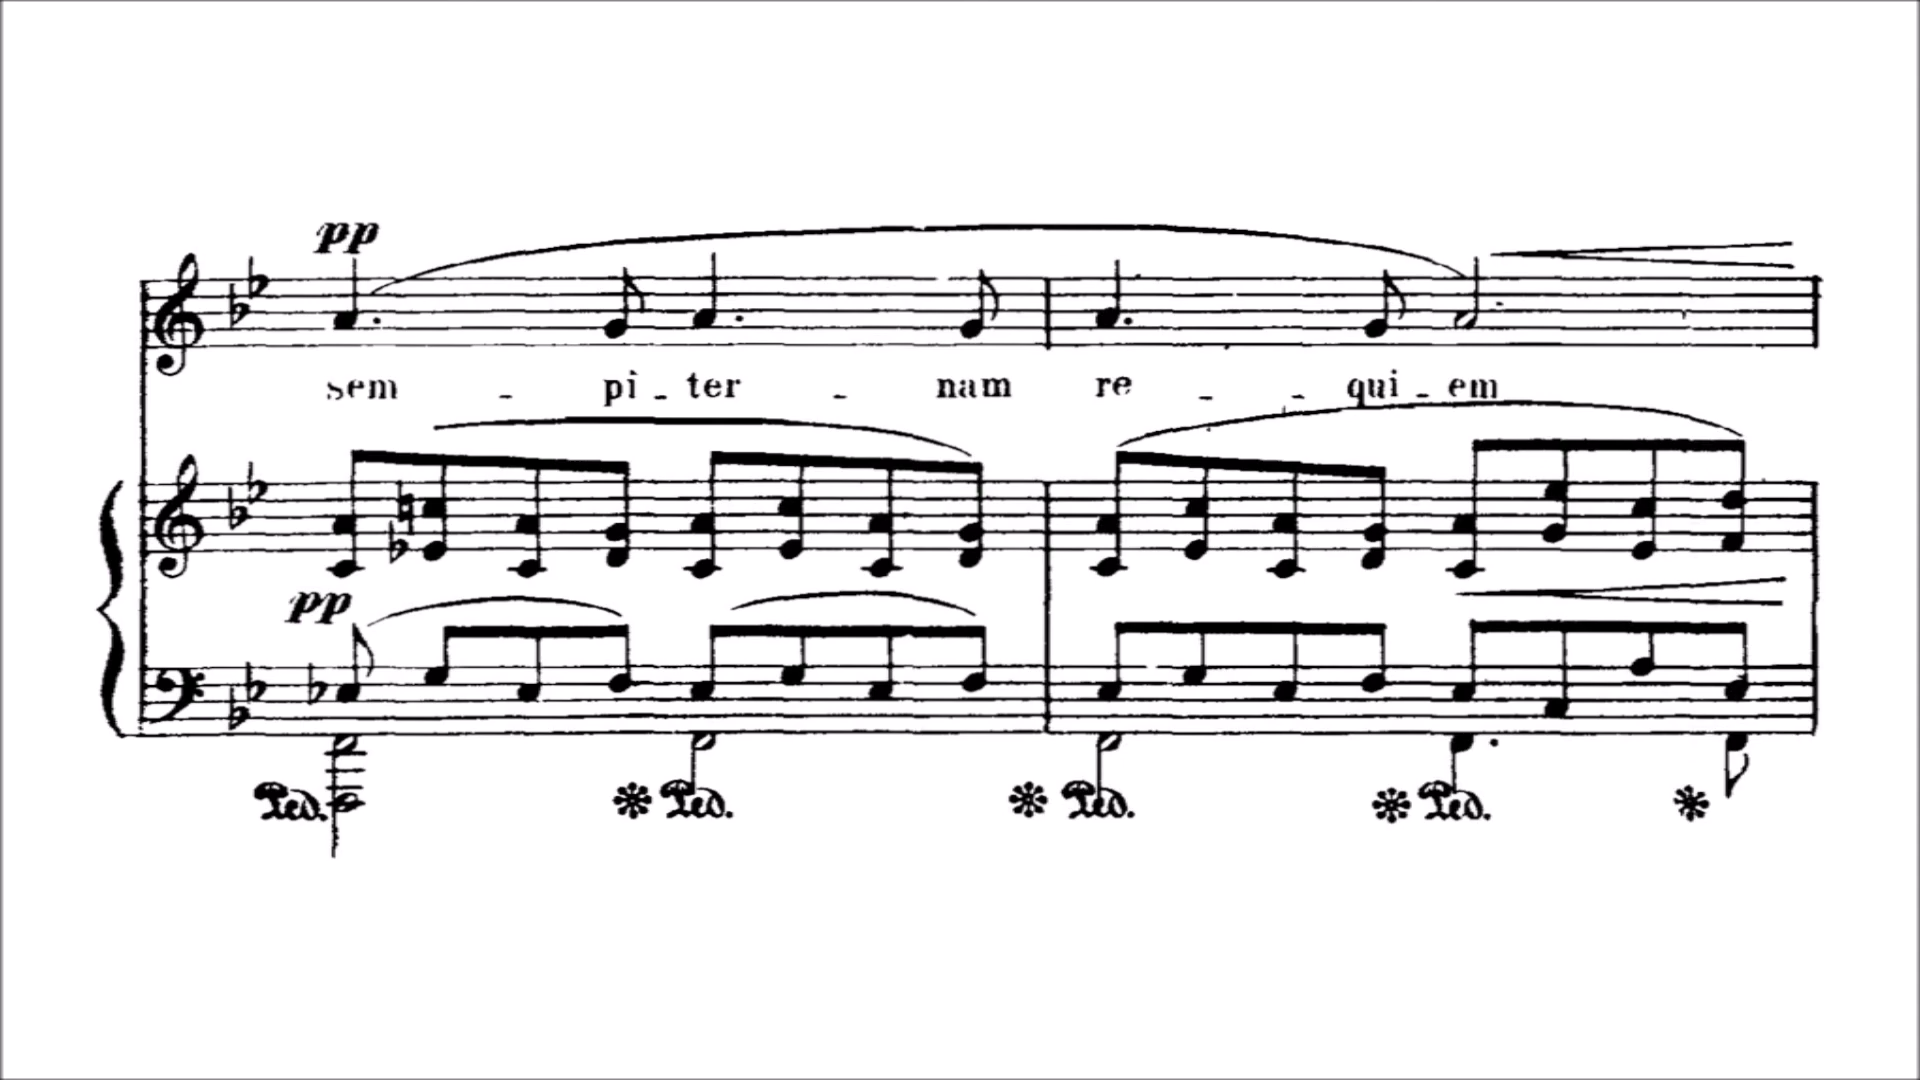 pp
sem - pi - ter - nam re - - qui - em
pp
Ped. * Ped. * Ped. * Ped. *